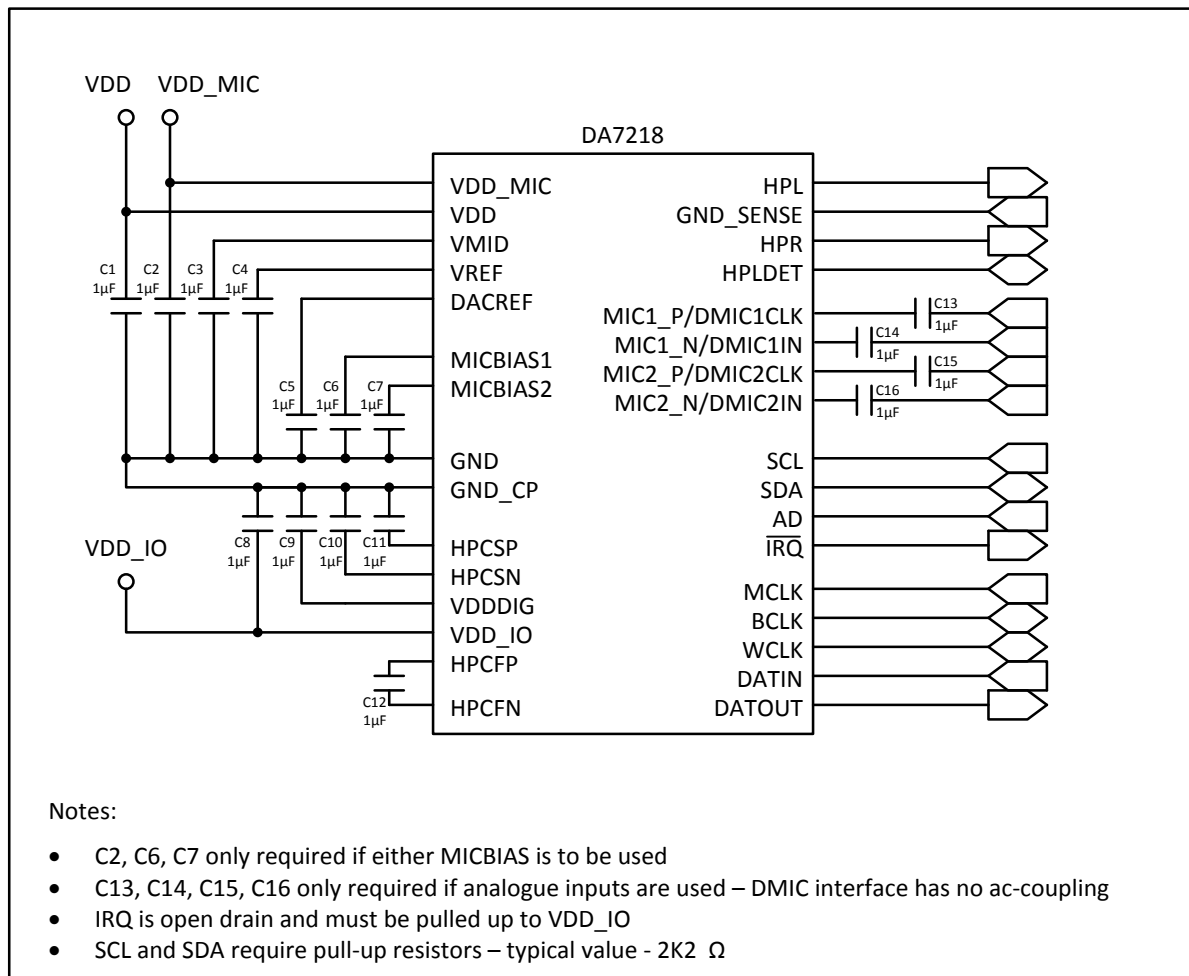 VDD VDD_MIC
DA7218
VDD_MIC
VDD
VMID
VREF
DACREF
MICBIAS1
MICBIAS2
GND
GND_CP
HPCSP
HPCSN
VDDDIG
VDD_IO
HPCFP
HPCFN
HPL
GND_SENSE
HPR
HPLDET
MIC1_P/DMIC1CLK
MIC1_N/DMIC1IN
MIC2_P/DMIC2CLK
MIC2_N/DMIC2IN
SCL
SDA
AD
IRQ
MCLK
BCLK
WCLK
DATIN
DATOUT
C1 C2 C3 C4
1µF 1µF 1µF 1µF
C5 C6 C7
1µF 1µF 1µF
VDD_IO
C8 C9 C10 C11
1µF 1µF 1µF 1µF
C12
1µF
C13
1µF
C14
1µF
C15
1µF
C16
1µF
Notes:
• C2, C6, C7 only required if either MICBIAS is to be used
• C13, C14, C15, C16 only required if analogue inputs are used – DMIC interface has no ac-coupling
• IRQ is open drain and must be pulled up to VDD_IO
• SCL and SDA require pull-up resistors – typical value - 2K2 Ω